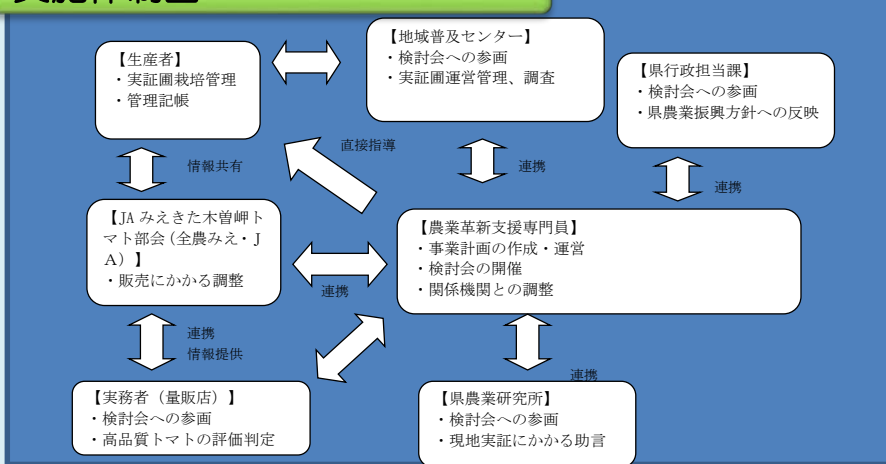 【生産者】
・実証圃栽培管理
・管理記帳
【地域普及センター】
・検討会への参画
・実証圃運営管理、調査
【県行政担当課】
・検討会への参画
・県農業振興方針への反映
直接指導
情報共有
連携
連携
【JA みえきた木曽岬ト
マト部会(全農みえ・J
A)】
・販売にかかる調整
【農業革新支援専門員】
・事業計画の作成・運営
・検討会の開催
・関係機関との調整
連携
連携
情報提供
連携
【実務者(量販店)】
・検討会への参画
・高品質トマトの評価判定
【県農業研究所】
・検討会への参画
・現地実証にかかる助言